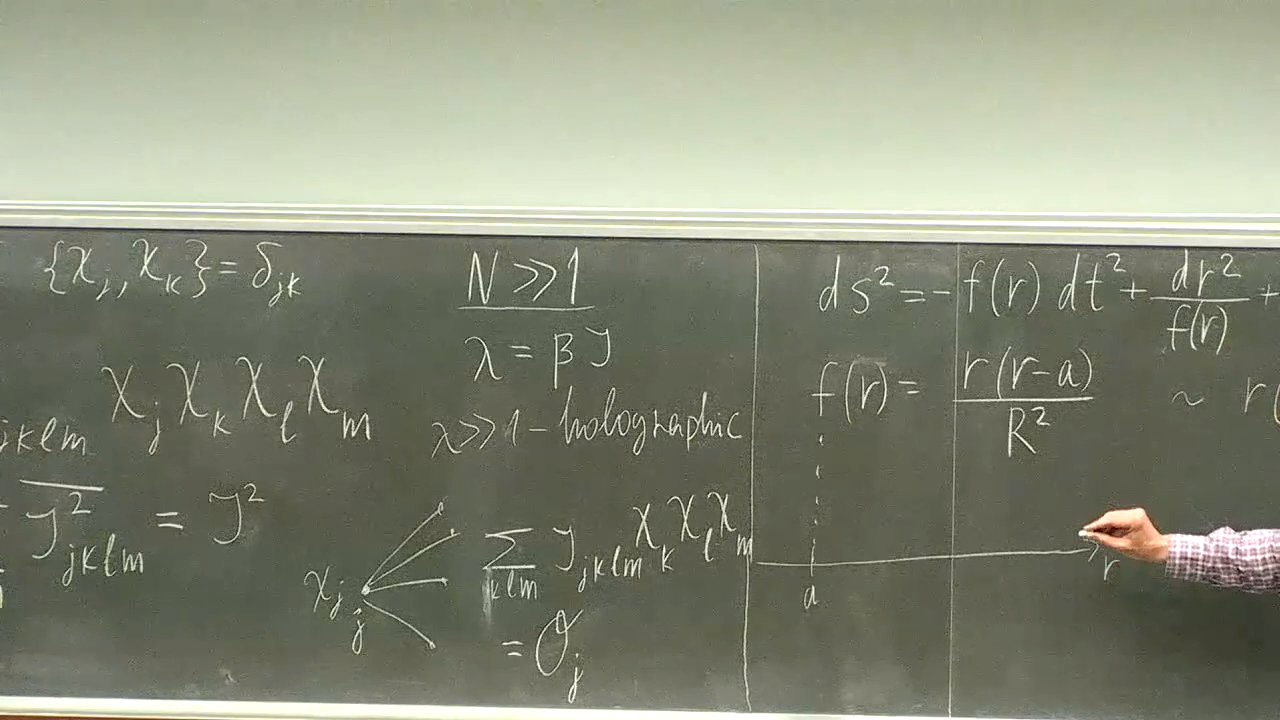 {χ_j, χ_k} = δ_jk
jklm χ_j χ_k χ_l χ_m
J²_jklm = J²
N ≫ 1
λ = βJ
λ ≫ 1 - holographic
χ_j j
∑_klm J_jklm χ_k χ_l χ_m
= O_j
ds² = - f(r) dt² + dr²/f(r) +
f(r) = r(r-a)/R² ~ r(
a r